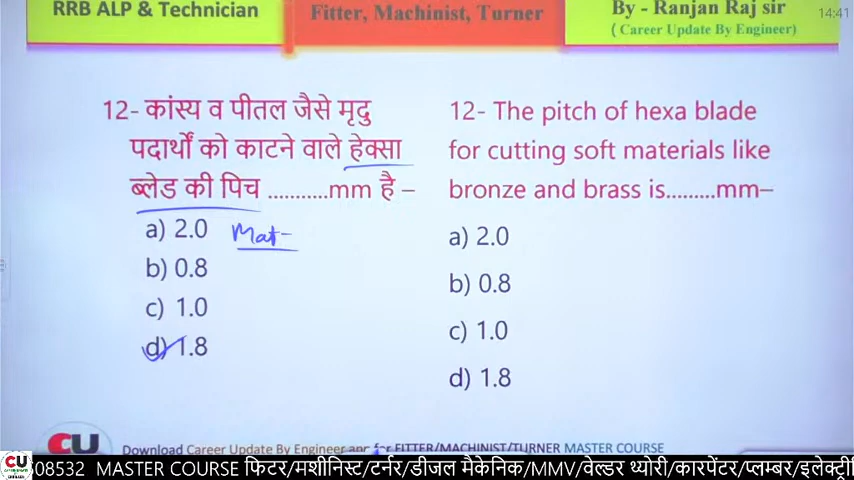 RRB ALP & Technician
Fitter, Machinist, Turner
By - Ranjan Raj sir
( Career Update By Engineer)
14:41
12- कांस्य व पीतल जैसे मृदु
पदार्थों को काटने वाले हेक्सा
ब्लेड की पिच ...........mm है –
a) 2.0 Mat-
b) 0.8
c) 1.0
d) 1.8
12- The pitch of hexa blade
for cutting soft materials like
bronze and brass is.........mm–
a) 2.0
b) 0.8
c) 1.0
d) 1.8
CU
Download Career Update By Engineer app for FITTER/MACHINIST/TURNER MASTER COURSE
CU
08532 MASTER COURSE फिटर/मशीनिस्ट/टर्नर/डीजल मैकेनिक/MMV/वेल्डर थ्योरी/कारपेंटर/प्लम्बर/इलेक्ट्री